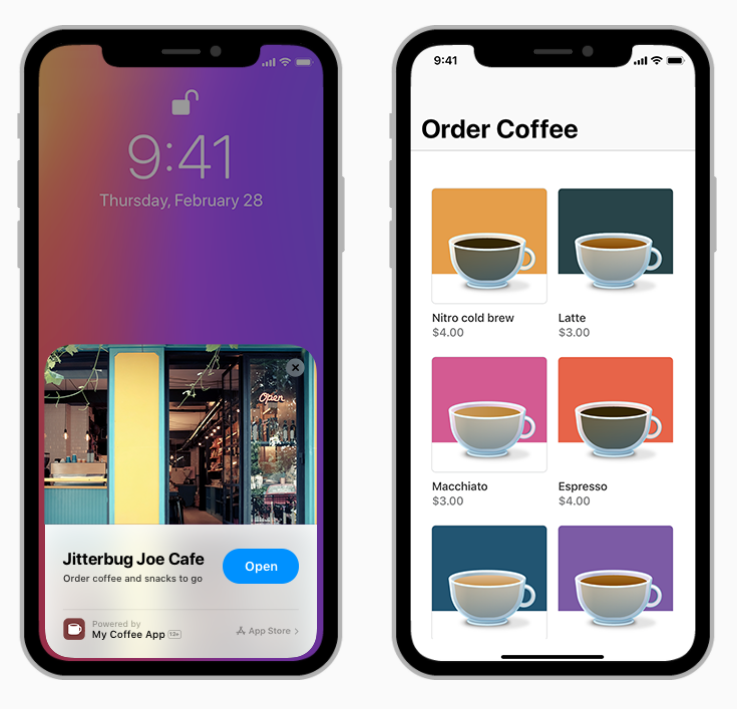 9:41
Thursday, February 28
Open
Jitterbug Joe Cafe
Order coffee and snacks to go
Open
Powered by
My Coffee App 13+
App Store >
9:41
Order Coffee
Nitro cold brew
$4.00
Latte
$3.00
Macchiato
$3.00
Espresso
$4.00